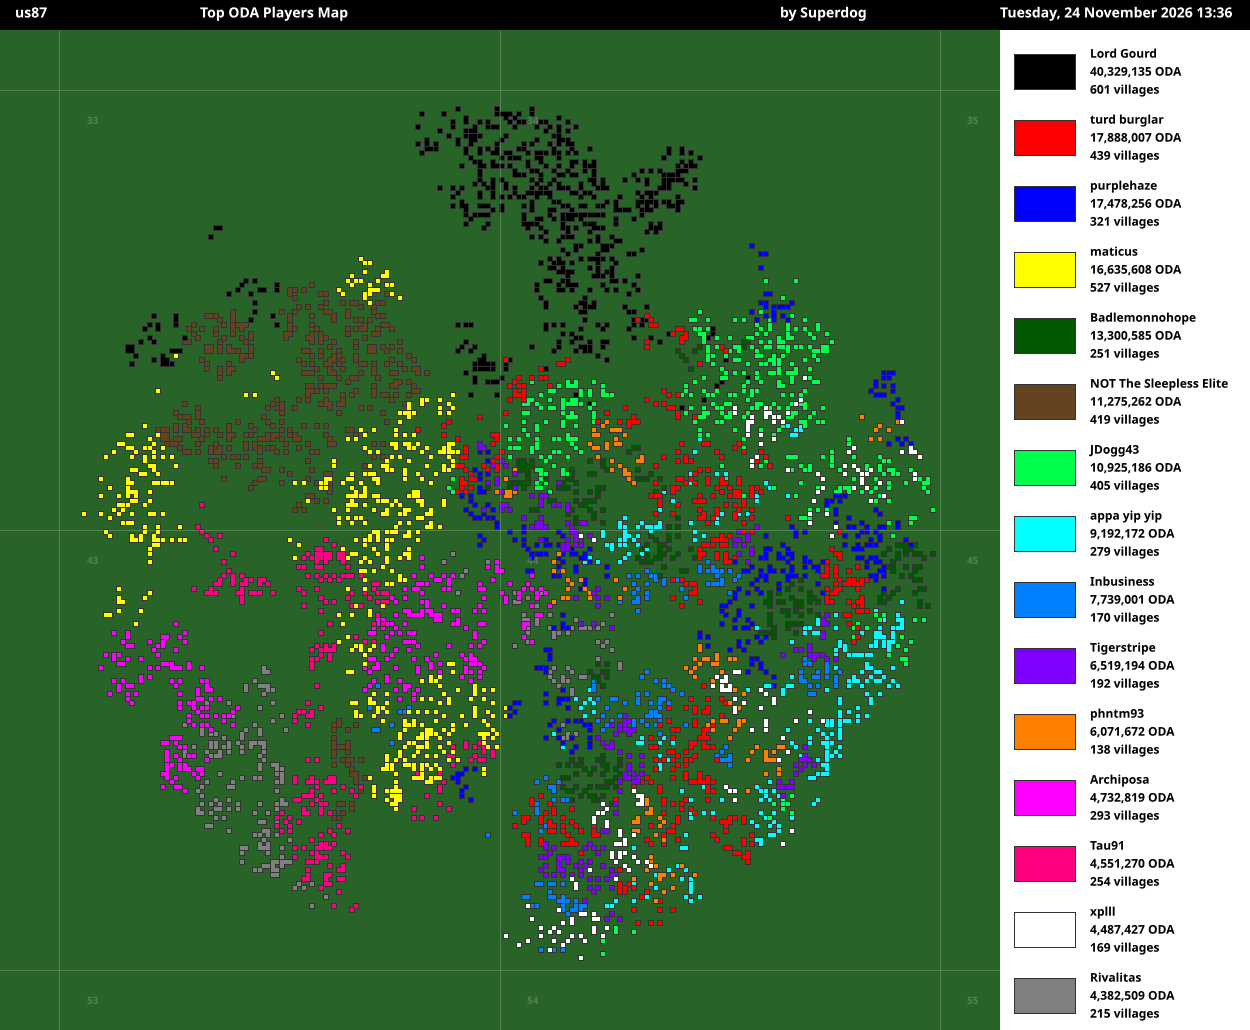 us87 Top ODA Players Map by Superdog Tuesday, 24 November 2026 13:36
33 34 35
43 45
53 54 55
Lord Gourd
40,329,135 ODA
601 villages
turd burglar
17,888,007 ODA
439 villages
purplehaze
17,478,256 ODA
321 villages
maticus
16,635,608 ODA
527 villages
Badlemonnohope
13,300,585 ODA
251 villages
NOT The Sleepless Elite
11,275,262 ODA
419 villages
JDogg43
10,925,186 ODA
405 villages
appa yip yip
9,192,172 ODA
279 villages
Inbusiness
7,739,001 ODA
170 villages
Tigerstripe
6,519,194 ODA
192 villages
phntm93
6,071,672 ODA
138 villages
Archiposa
4,732,819 ODA
293 villages
Tau91
4,551,270 ODA
254 villages
xplll
4,487,427 ODA
169 villages
Rivalitas
4,382,509 ODA
215 villages